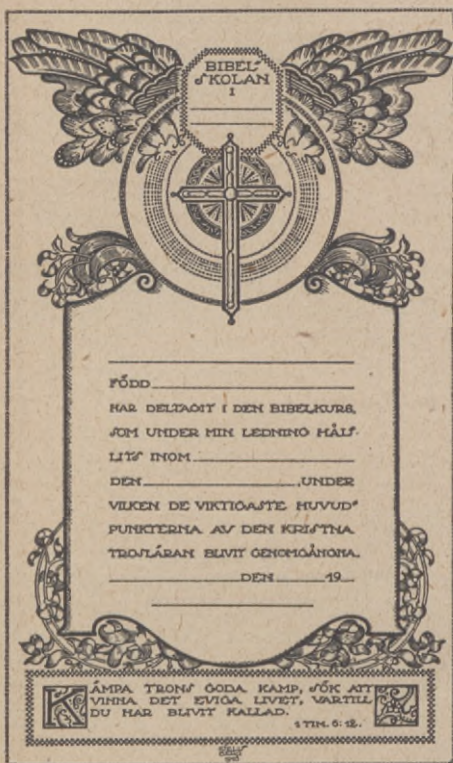 BIBEL-
SKOLAN
I
FÖDD
HAR DELTAGIT I DEN BIBELKURS,
SOM UNDER MIN LEDNING HÅL-
LITS INOM
DEN ,UNDER
VILKEN DE VIKTIGASTE HUVUD-
PUNKTERNA AV DEN KRISTNA
TROSLÄRAN BLIVIT GENOMGÅNGNA.
DEN 19
KÄMPA TRONS GODA KAMP, SÖK ATT
VINNA DET EVIGA LIVET, VARTILL
DU HAR BLIVIT KALLAD.
1 TIM. 6: 12.